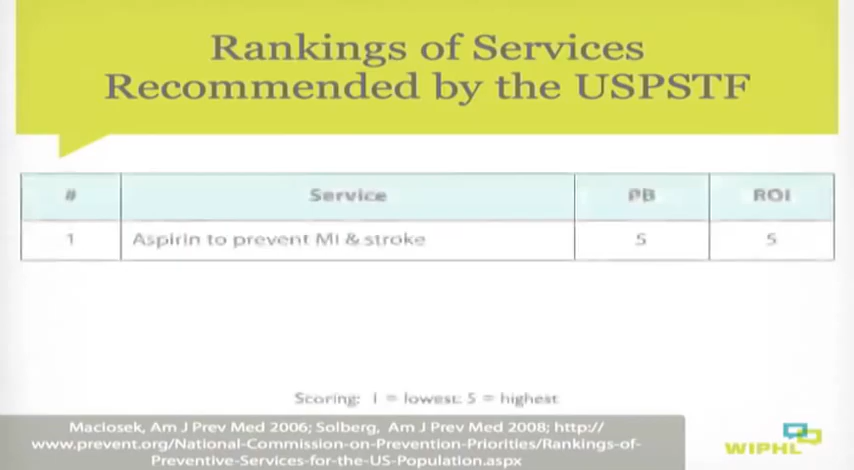 Rankings of Services
Recommended by the USPSTF
# Service PB ROI
1 Aspirin to prevent MI & stroke 5 5
Scoring: 1 = lowest: 5 = highest
Maciosek, Am J Prev Med 2006; Solberg, Am J Prev Med 2008; http://
www.prevent.org/National-Commission-on-Prevention-Priorities/Rankings-of-
Preventive-Services-for-the-US-Population.aspx
WIPHL